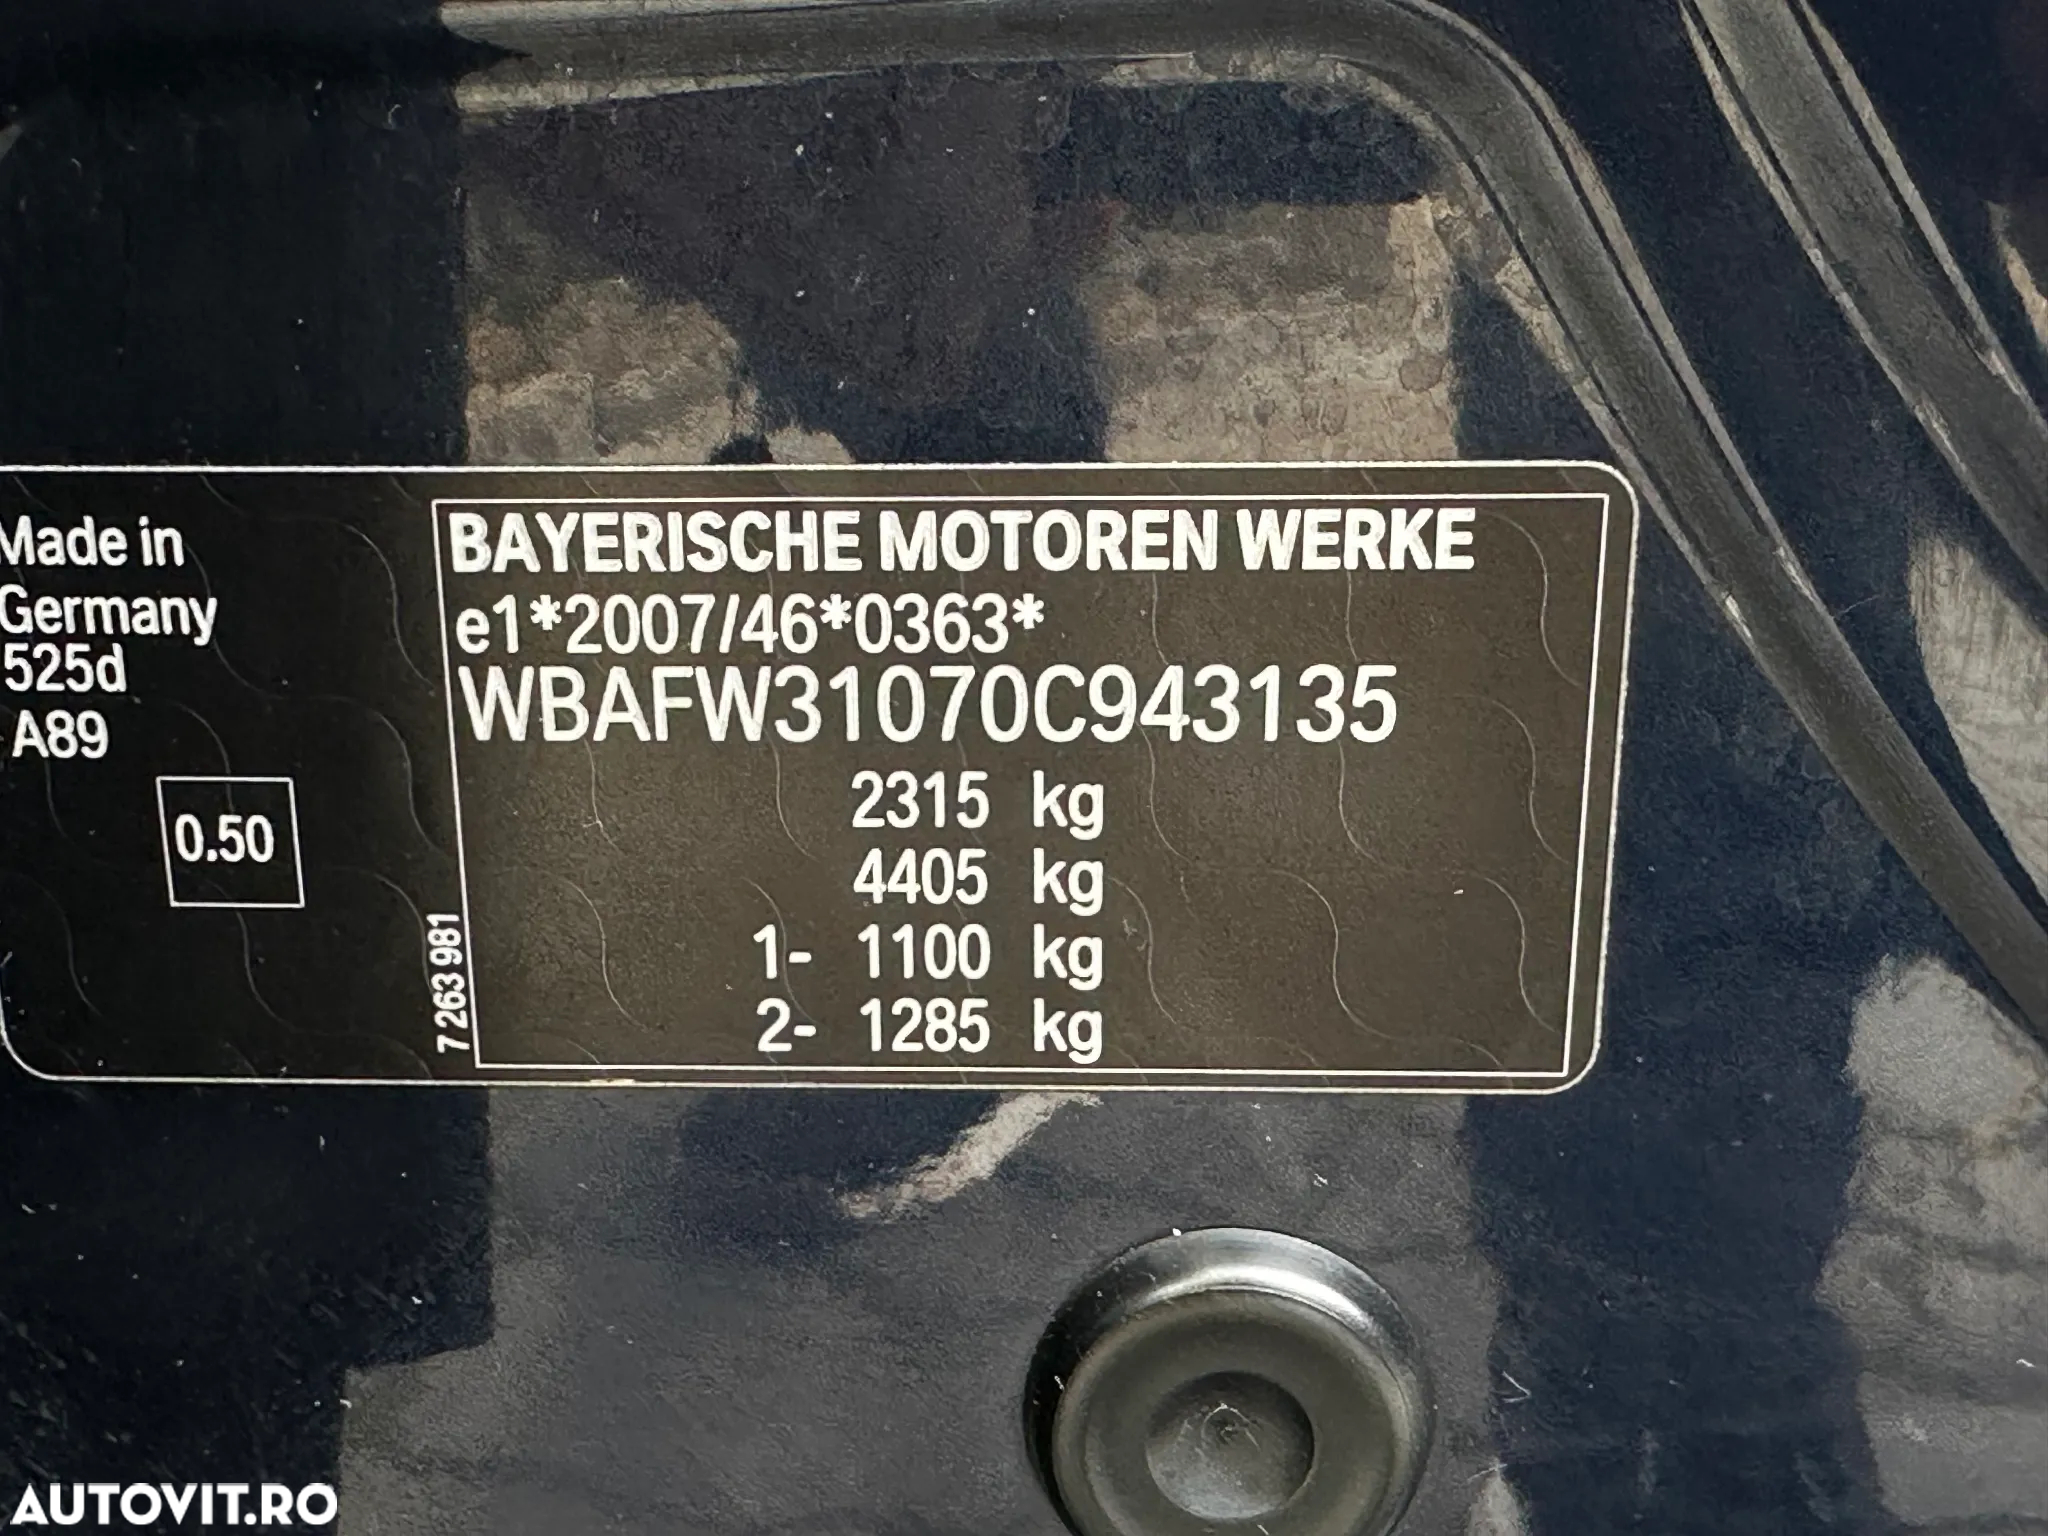 Made in
Germany
525d
A89
0.50
7 263 981
BAYERISCHE MOTOREN WERKE
e1*2007/46*0363*
WBAFW31070C943135
2315 kg
4405 kg
1- 1100 kg
2- 1285 kg
AUTOVIT.RO